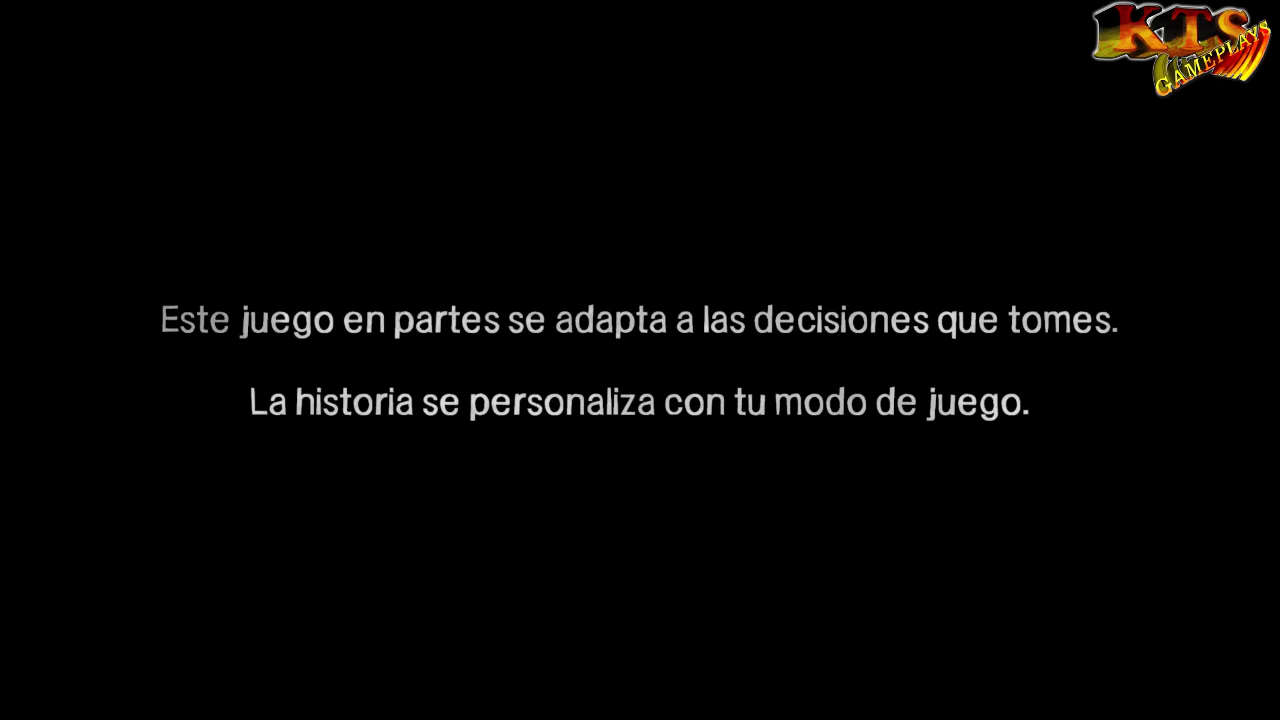 KTS
GAMEPLAYS
Este juego en partes se adapta a las decisiones que tomes.
La historia se personaliza con tu modo de juego.